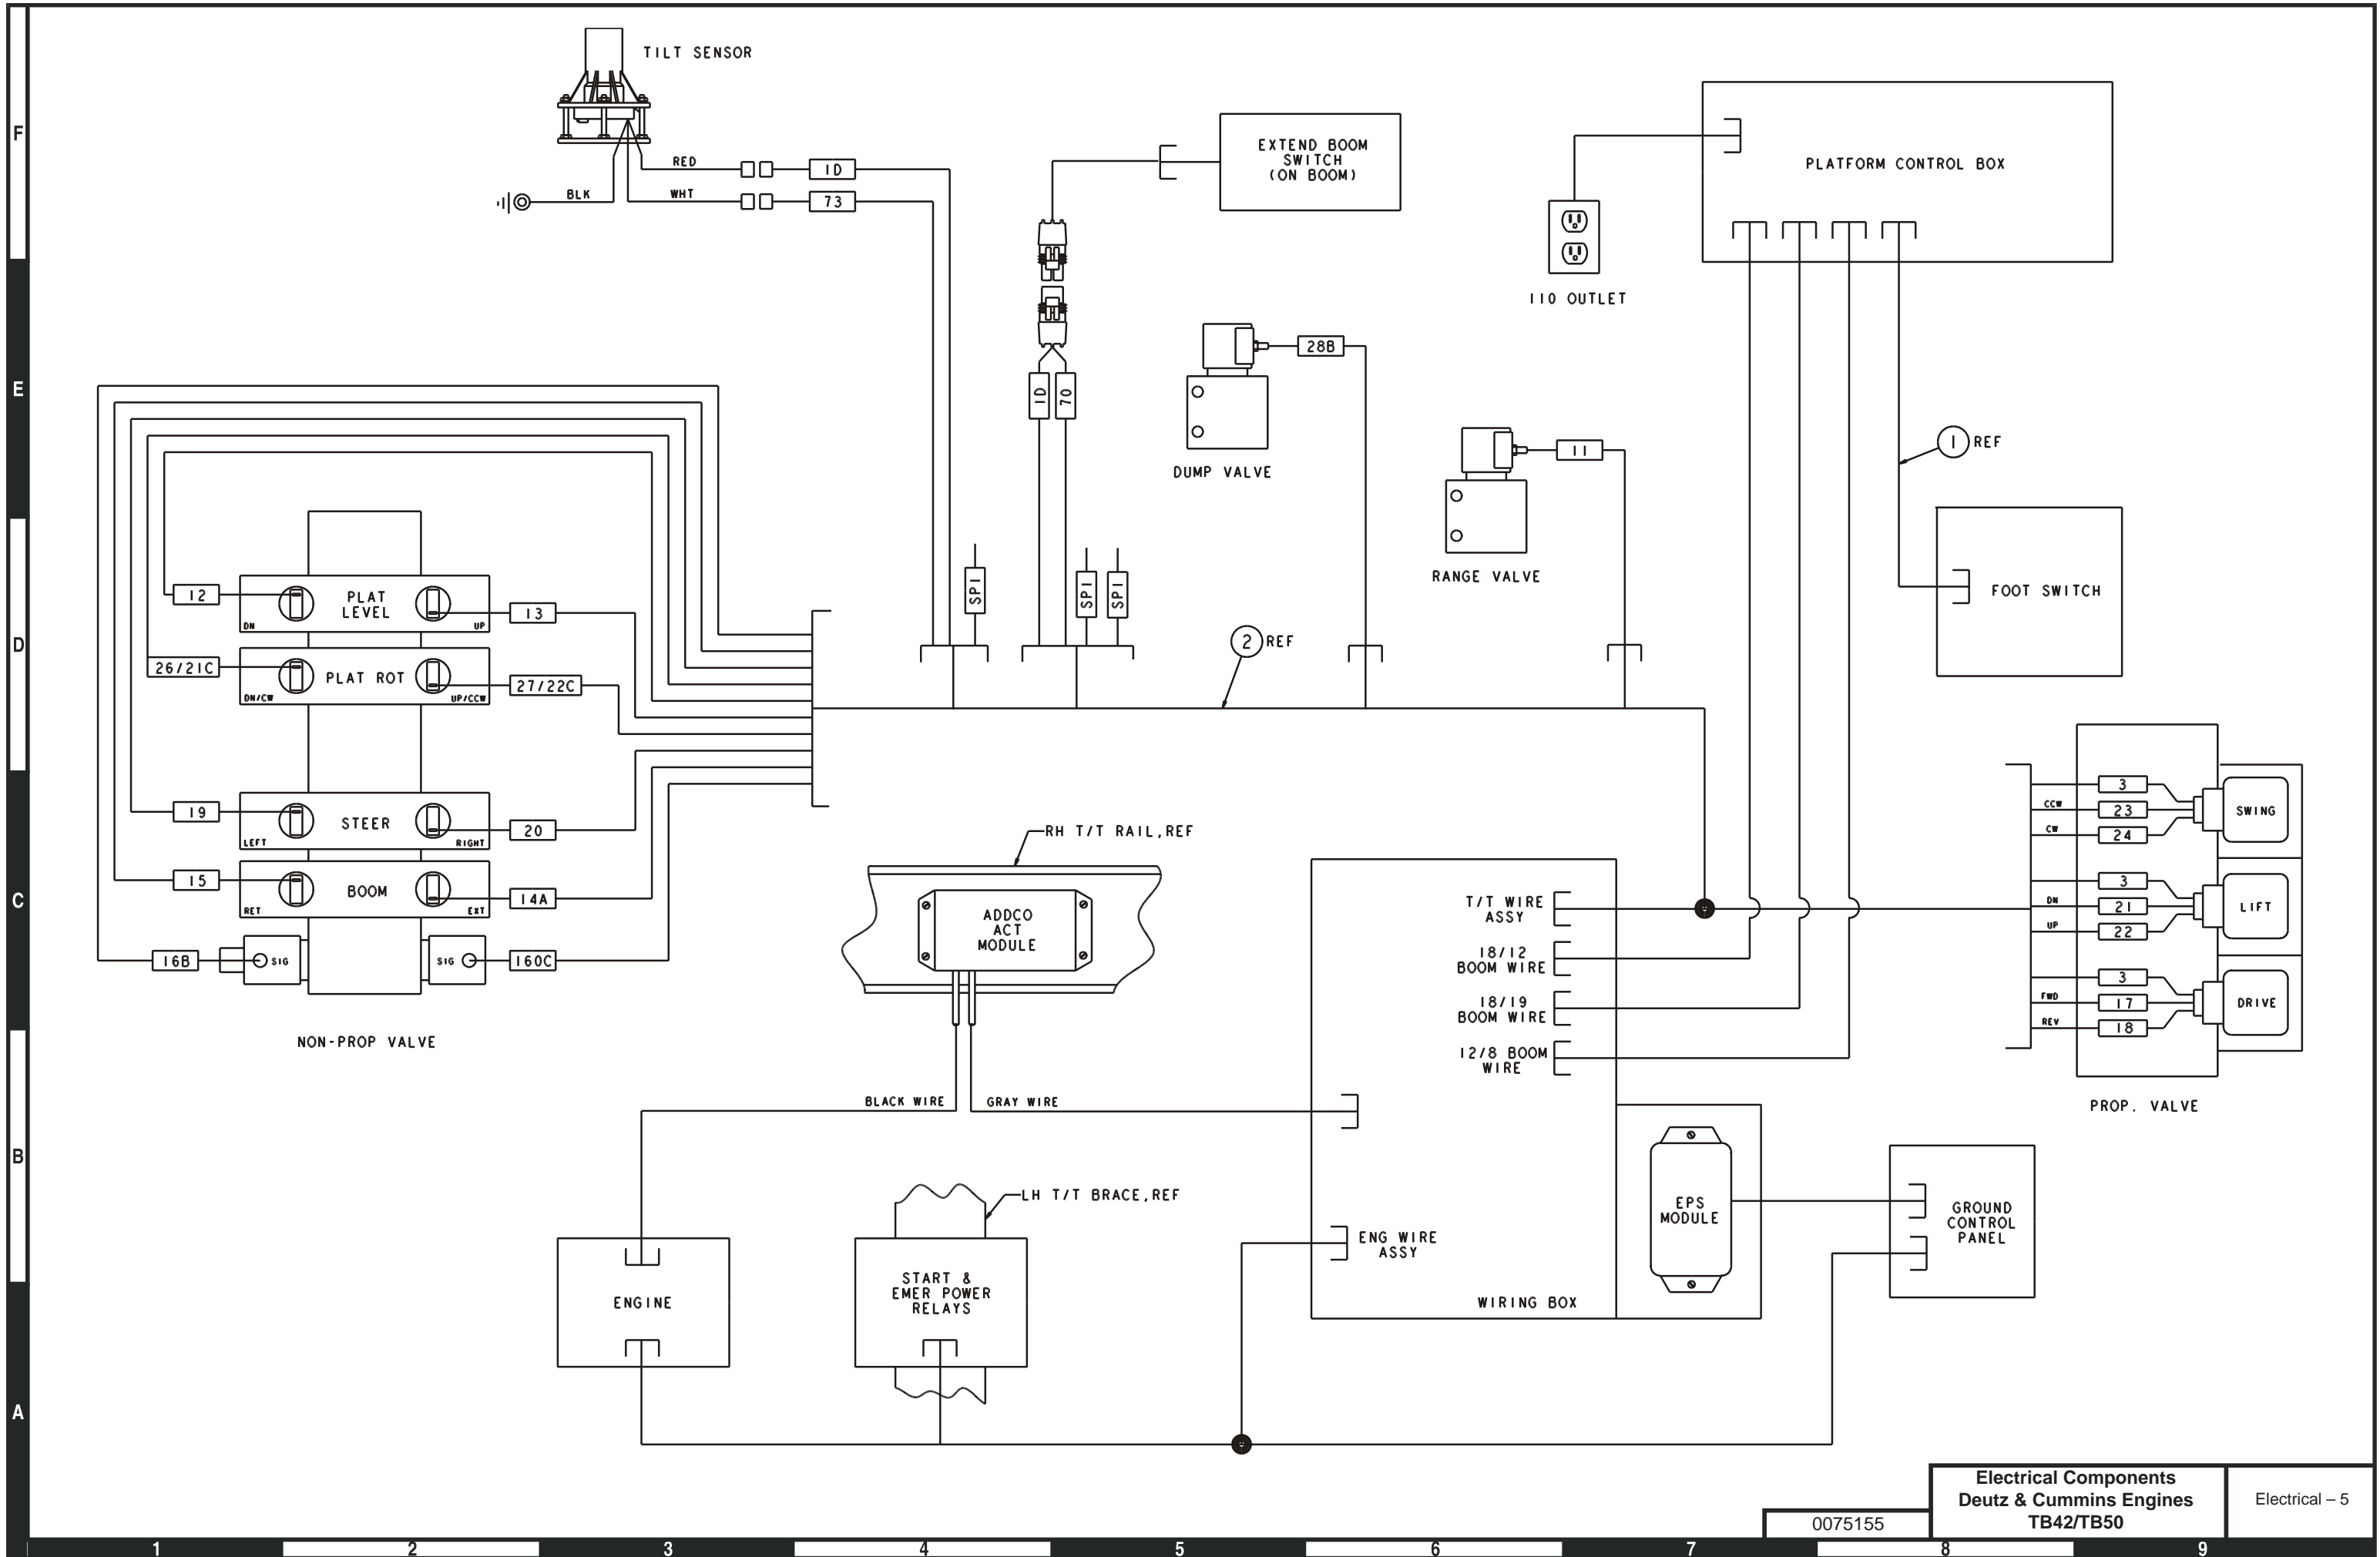 TILT SENSOR
RED
1D
BLK
WHT
73
EXTEND BOOM
SWITCH
(ON BOOM)
PLATFORM CONTROL BOX
110 OUTLET
1D
70
28B
DUMP VALVE
11
RANGE VALVE
1 REF
FOOT SWITCH
SP1
SP1
SP1
2 REF
12
PLAT
LEVEL
DN
UP
13
26/21C
PLAT ROT
DN/CW
UP/CCW
27/22C
19
STEER
LEFT
RIGHT
20
15
BOOM
RET
EXT
14A
16B
SIG
SIG
160C
NON-PROP VALVE
RH T/T RAIL,REF
ADDCO
ACT
MODULE
BLACK WIRE
GRAY WIRE
T/T WIRE
ASSY
18/12
BOOM WIRE
18/19
BOOM WIRE
12/8 BOOM
WIRE
3
CCW
23
SWING
CW
24
3
DN
21
LIFT
UP
22
3
FWD
17
DRIVE
REV
18
PROP. VALVE
LH T/T BRACE,REF
ENGINE
START &
EMER POWER
RELAYS
ENG WIRE
ASSY
WIRING BOX
EPS
MODULE
GROUND
CONTROL
PANEL
0075155
Electrical Components
Deutz & Cummins Engines
TB42/TB50
Electrical – 5
F
E
D
C
B
A
1
2
3
4
5
6
7
8
9